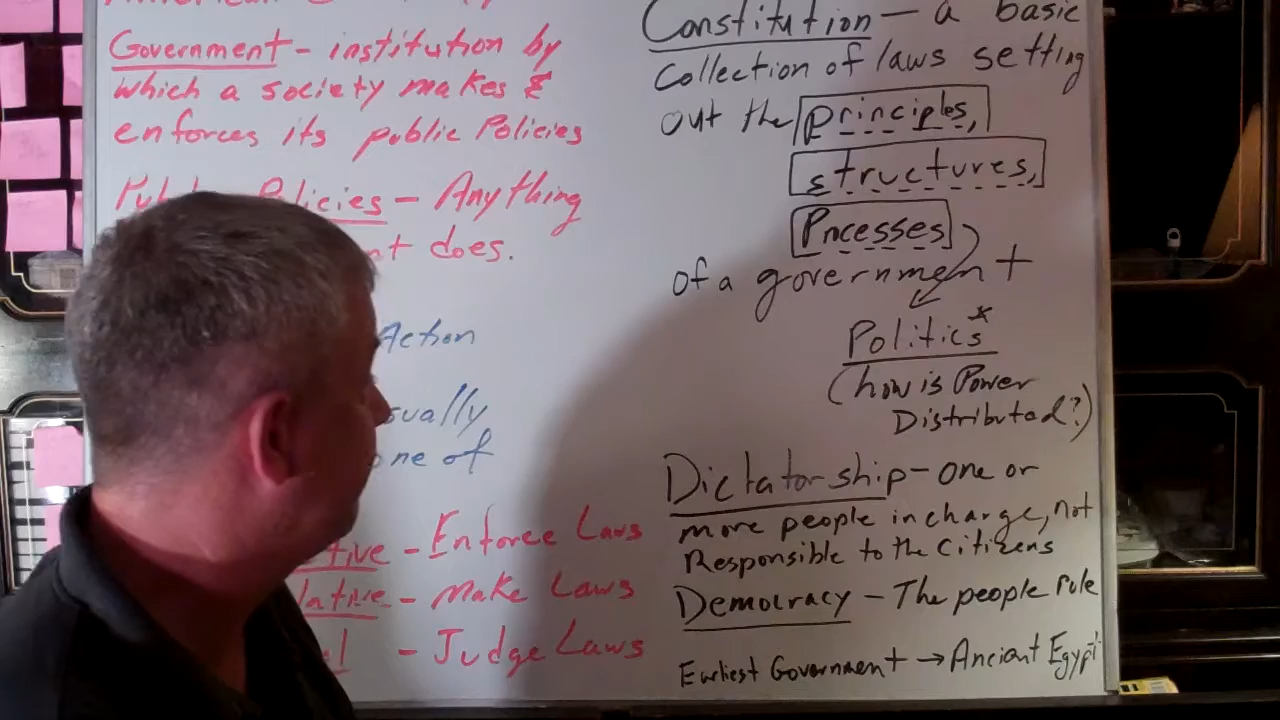 Government - institution by
which a society makes &
enforces its public Policies
Policies - Anything
does.
Action
one of
- Enforce Laws
- Make Laws
- Judge Laws
Constitution - a basic
Collection of laws setting
out the principles,
structures,
Prcesses
of a government
Politics*
(how is Power
Distributed?)
Dictatorship - one or
more people in charge, not
Responsible to the Citizens
Democracy - The people rule
Earliest Government → Ancient Egypt